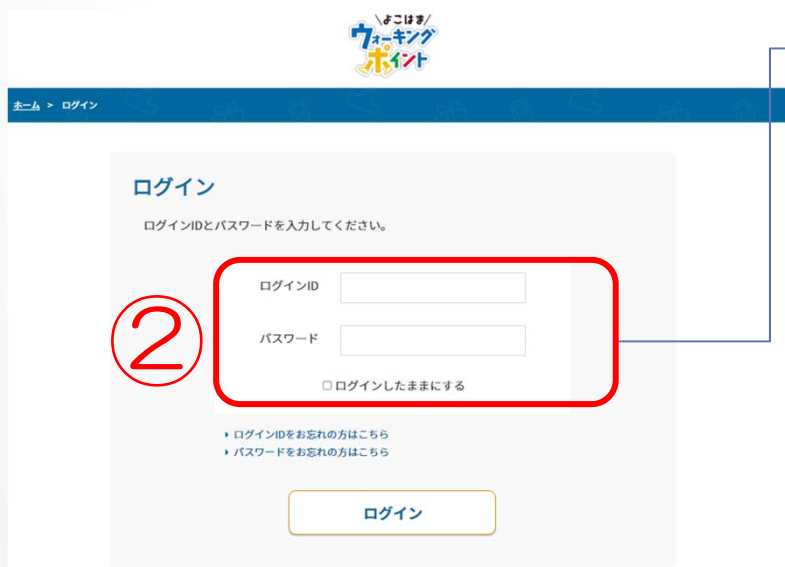 よこはま
ウォーキング
ポイント
ホーム > ログイン
ログイン
ログインIDとパスワードを入力してください。
②
ログインID
パスワード
ログインしたままにする
ログインIDをお忘れの方はこちら
パスワードをお忘れの方はこちら
ログイン